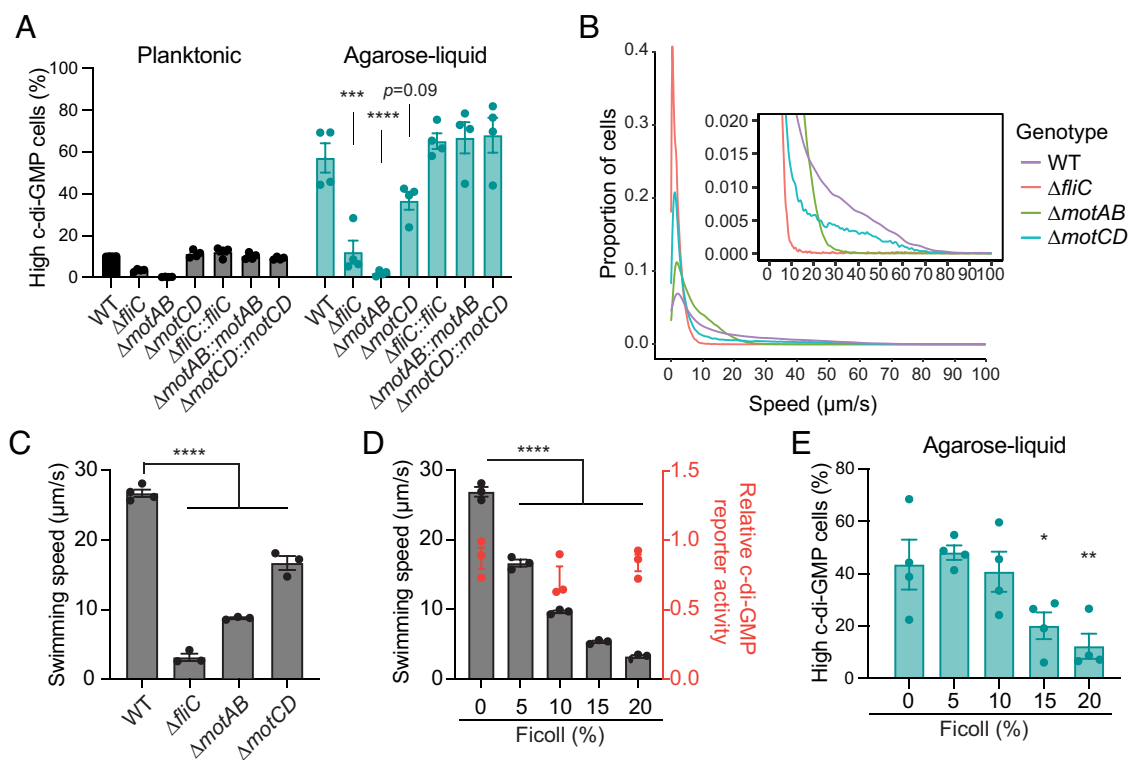 A
Planktonic
Agarose-liquid
High c-di-GMP cells (%)
100
80
60
40
20
0
***
****
p=0.09
WT
ΔfliC
ΔmotAB
ΔmotCD
ΔfliC::fliC
ΔmotAB::motAB
ΔmotCD::motCD
WT
ΔfliC
ΔmotAB
ΔmotCD
ΔfliC::fliC
ΔmotAB::motAB
ΔmotCD::motCD
B
Proportion of cells
0.4
0.3
0.2
0.1
0.0
0 10 20 30 40 50 60 70 80 90 100
Speed (µm/s)
0.020
0.015
0.010
0.005
0.000
0 10 20 30 40 50 60 70 80 90 100
Genotype
WT
ΔfliC
ΔmotAB
ΔmotCD
C
Swimming speed (µm/s)
30
20
10
0
****
WT
ΔfliC
ΔmotAB
ΔmotCD
D
Swimming speed (µm/s)
30
20
10
0
****
1.5
1.0
0.5
0.0
Relative c-di-GMP
reporter activity
0 5 10 15 20
Ficoll (%)
E
Agarose-liquid
High c-di-GMP cells (%)
80
60
40
20
0
*
**
0 5 10 15 20
Ficoll (%)